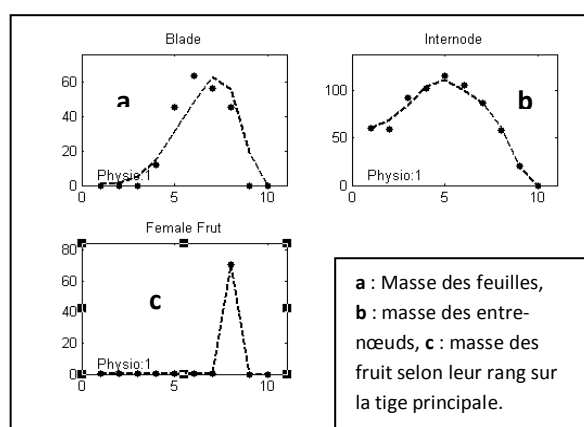 Blade
60
40
20
0
a
Physio:1
0 5 10
Internode
100
50
0
b
Physio:1
0 5 10
Female Frut
80
60
40
20
0
c
Physio:1
0 5 10
a : Masse des feuilles,
b : masse des entre-
nœuds, c : masse des
fruit selon leur rang sur
la tige principale.